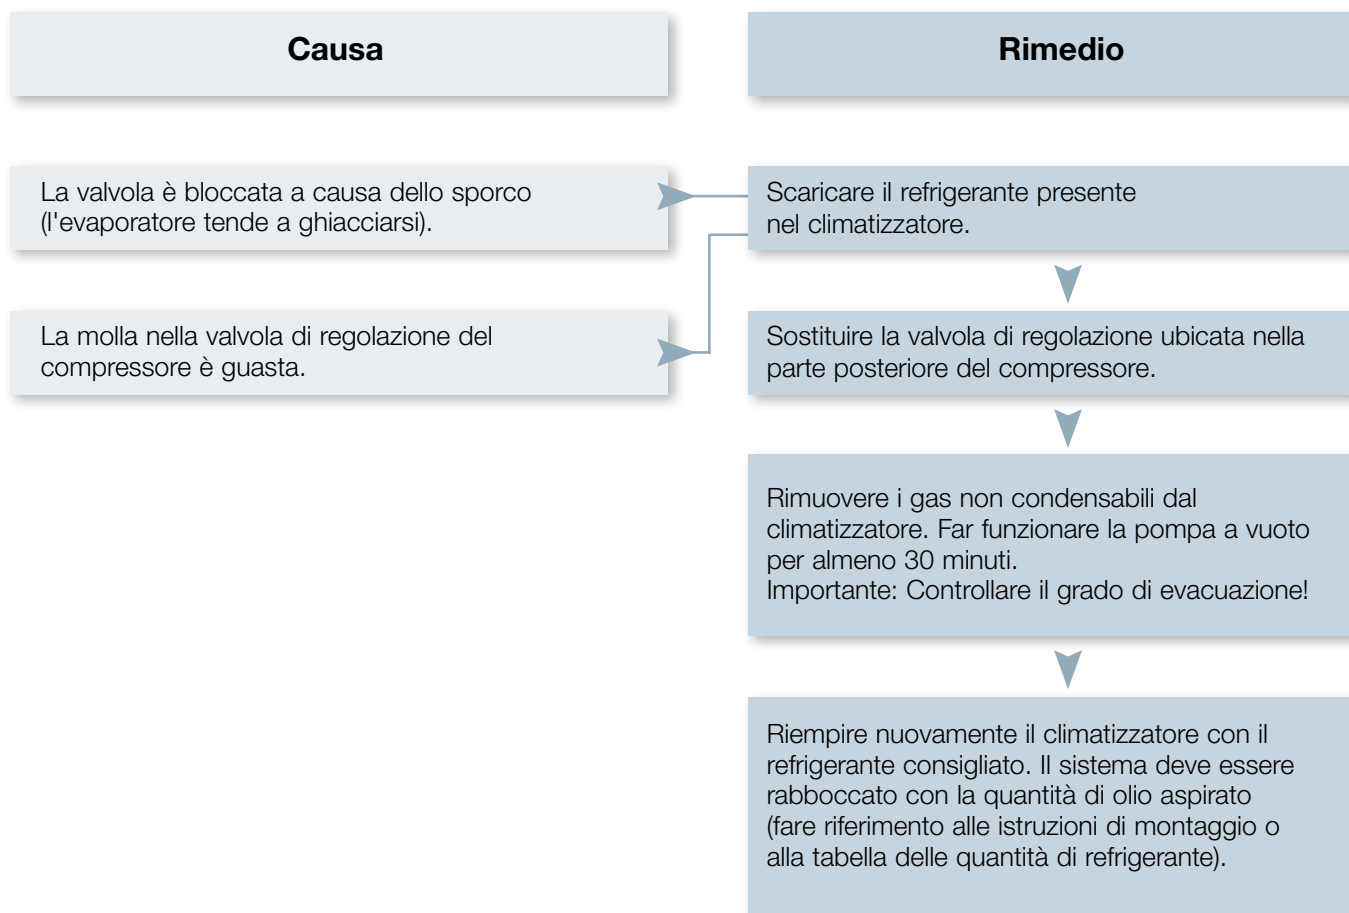 Causa
Rimedio
La valvola è bloccata a causa dello sporco
(l'evaporatore tende a ghiacciarsi).
Scaricare il refrigerante presente
nel climatizzatore.
La molla nella valvola di regolazione del
compressore è guasta.
Sostituire la valvola di regolazione ubicata nella
parte posteriore del compressore.
Rimuovere i gas non condensabili dal
climatizzatore. Far funzionare la pompa a vuoto
per almeno 30 minuti.
Importante: Controllare il grado di evacuazione!
Riempire nuovamente il climatizzatore con il
refrigerante consigliato. Il sistema deve essere
rabboccato con la quantità di olio aspirato
(fare riferimento alle istruzioni di montaggio o
alla tabella delle quantità di refrigerante).